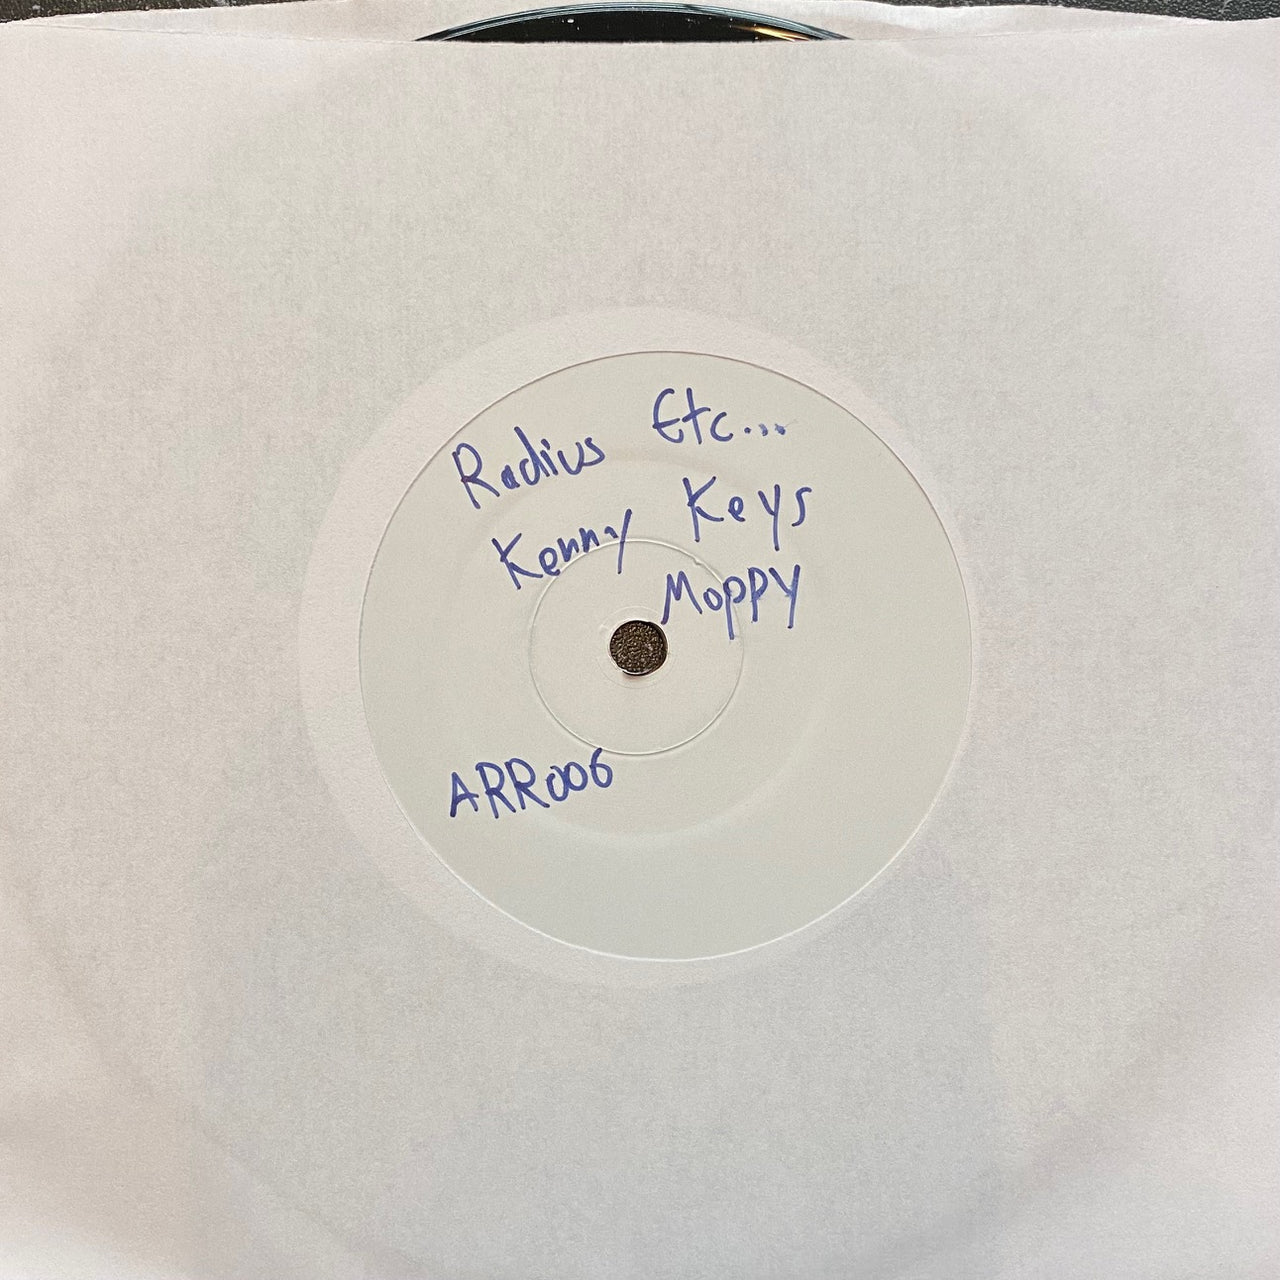 Radius Etc...
Kenny Keys
Moppy
ARR006